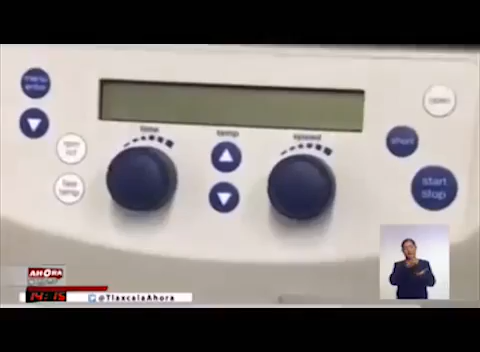 menu
enter
time
temp
speed
open
short
rpm
rcf
fast
temp
start
stop
AHORA
14:15
@TlaxcalaAhora